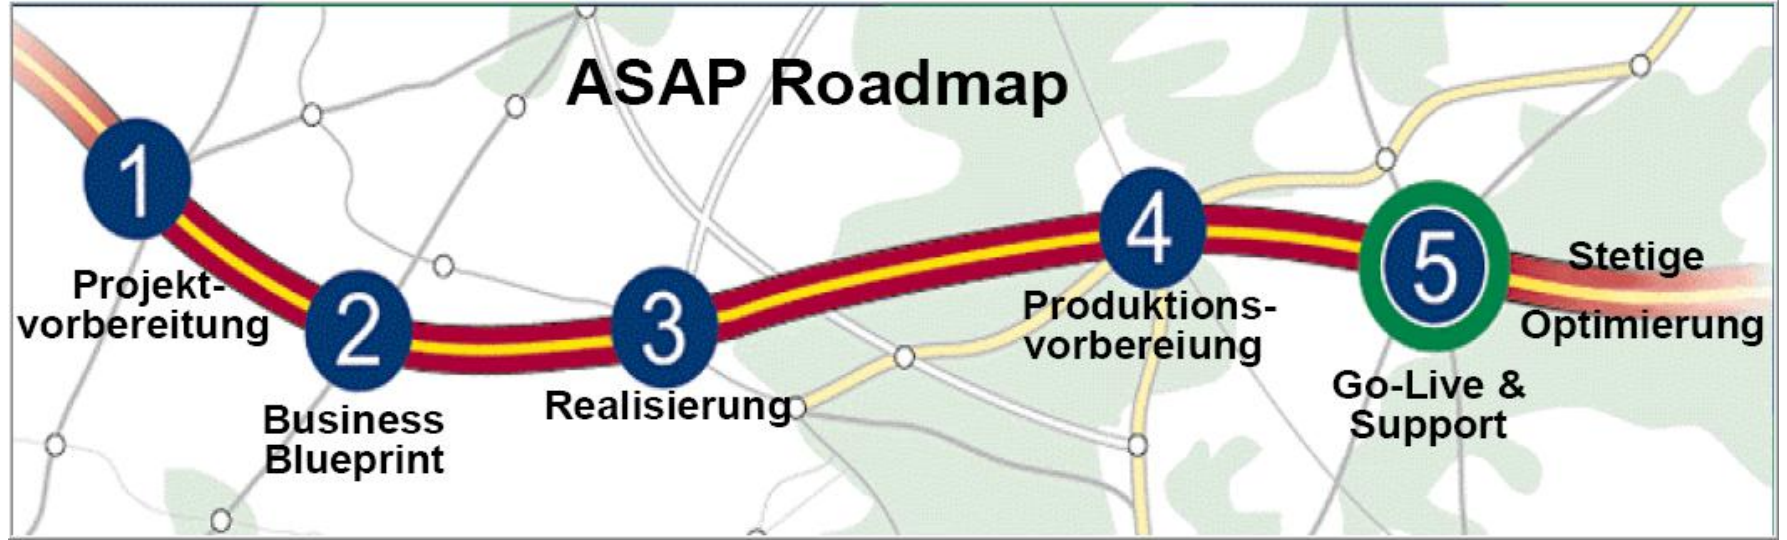 ASAP Roadmap
1
Projekt-
vorbereitung
2
Business
Blueprint
3
Realisierung
4
Produktions-
vorbereiung
5
Go-Live &
Support
Stetige
Optimierung